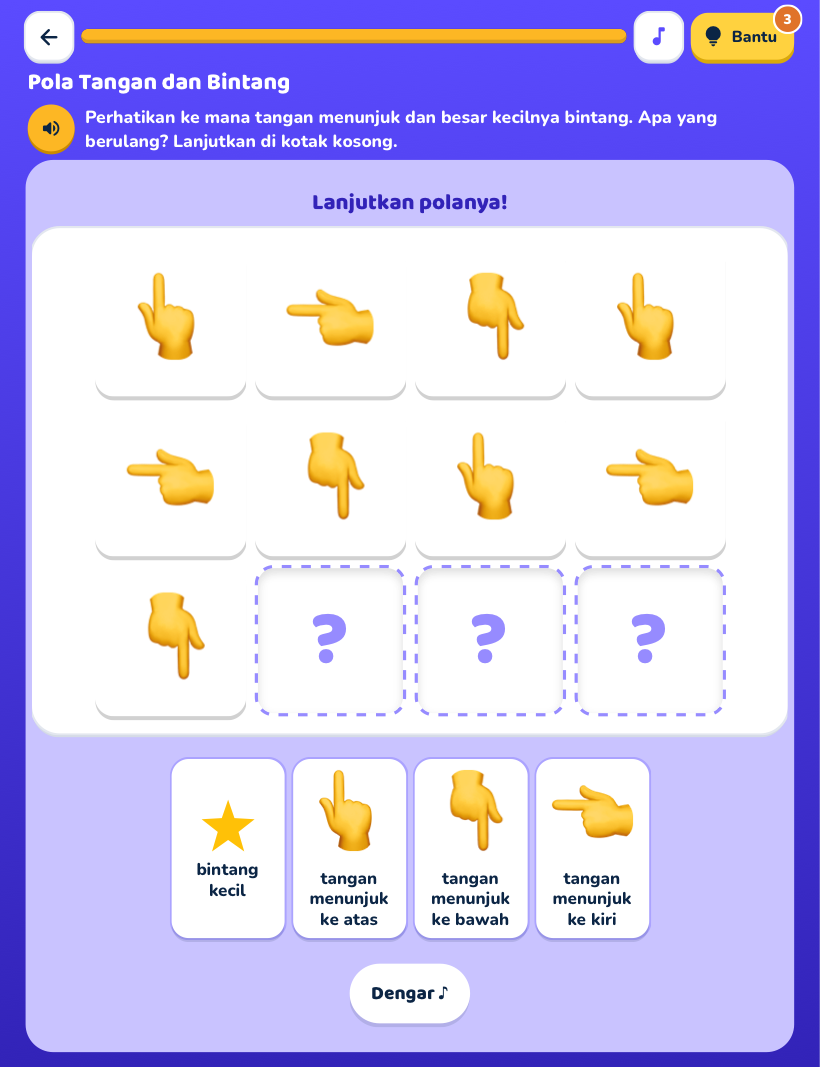 3
Bantu
Pola Tangan dan Bintang
Perhatikan ke mana tangan menunjuk dan besar kecilnya bintang. Apa yang
berulang? Lanjutkan di kotak kosong.
Lanjutkan polanya!
? ? ?
bintang
kecil
tangan
menunjuk
ke atas
tangan
menunjuk
ke bawah
tangan
menunjuk
ke kiri
Dengar ♪